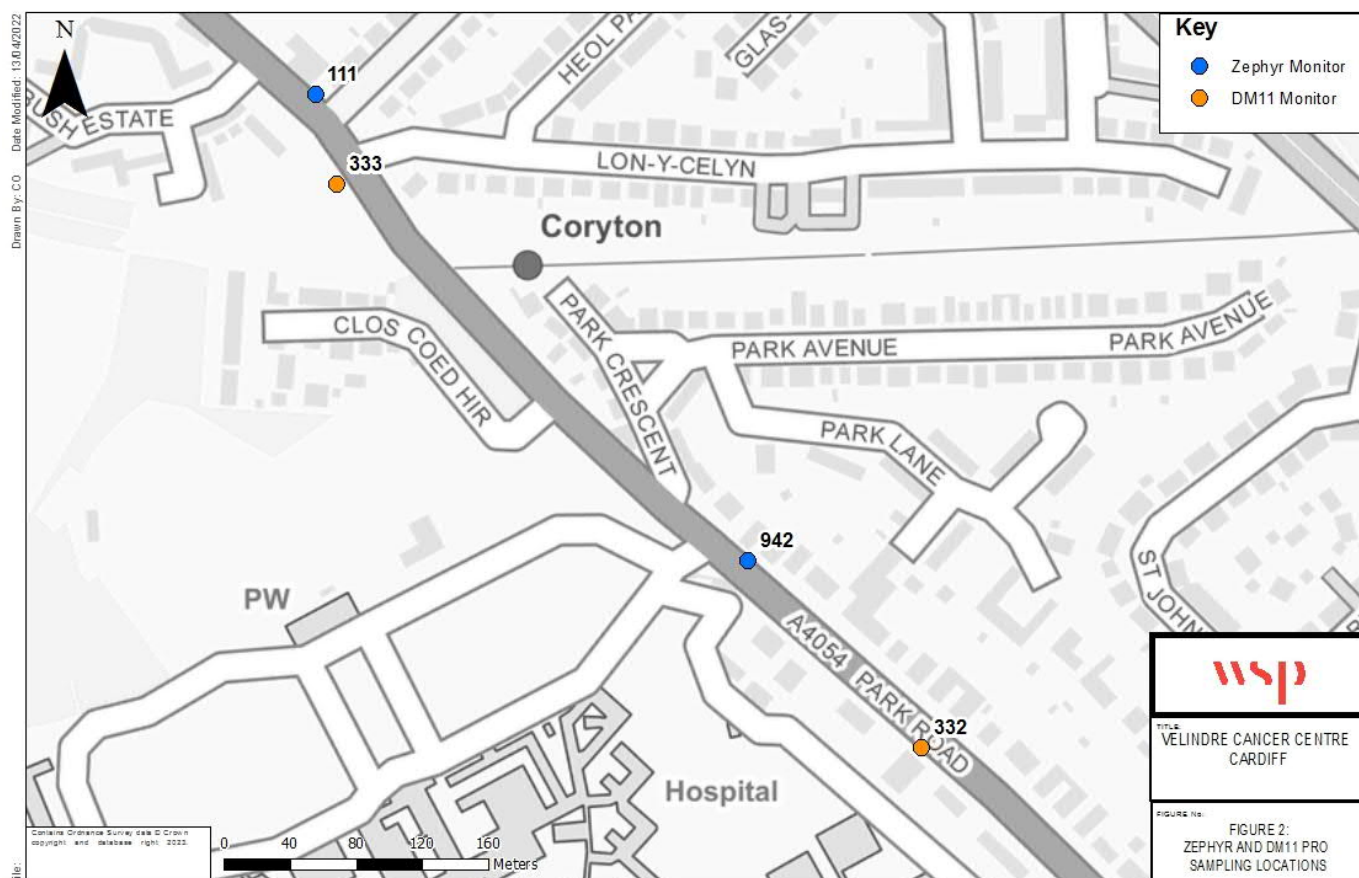 Drawn By: CO Date Modified: 13/04/2022
N
111
BUSH ESTATE
333
HEOL PA
GLAS-
LON-Y-CELYN
Key
Zephyr Monitor
DM11 Monitor
Coryton
CLOS COED HIR
PARK CRESCENT
PARK AVENUE
PARK AVENUE
PARK LANE
ST JOHN
942
PW
A4054 PARK ROAD
332
Hospital
wsp
TITLE:
VELINDRE CANCER CENTRE
CARDIFF
FIGURE No:
FIGURE 2:
ZEPHYR AND DM11 PRO
SAMPLING LOCATIONS
Contains Ordnance Survey data © Crown
copyright and database right 2023.
0 40 80 120 160
Meters